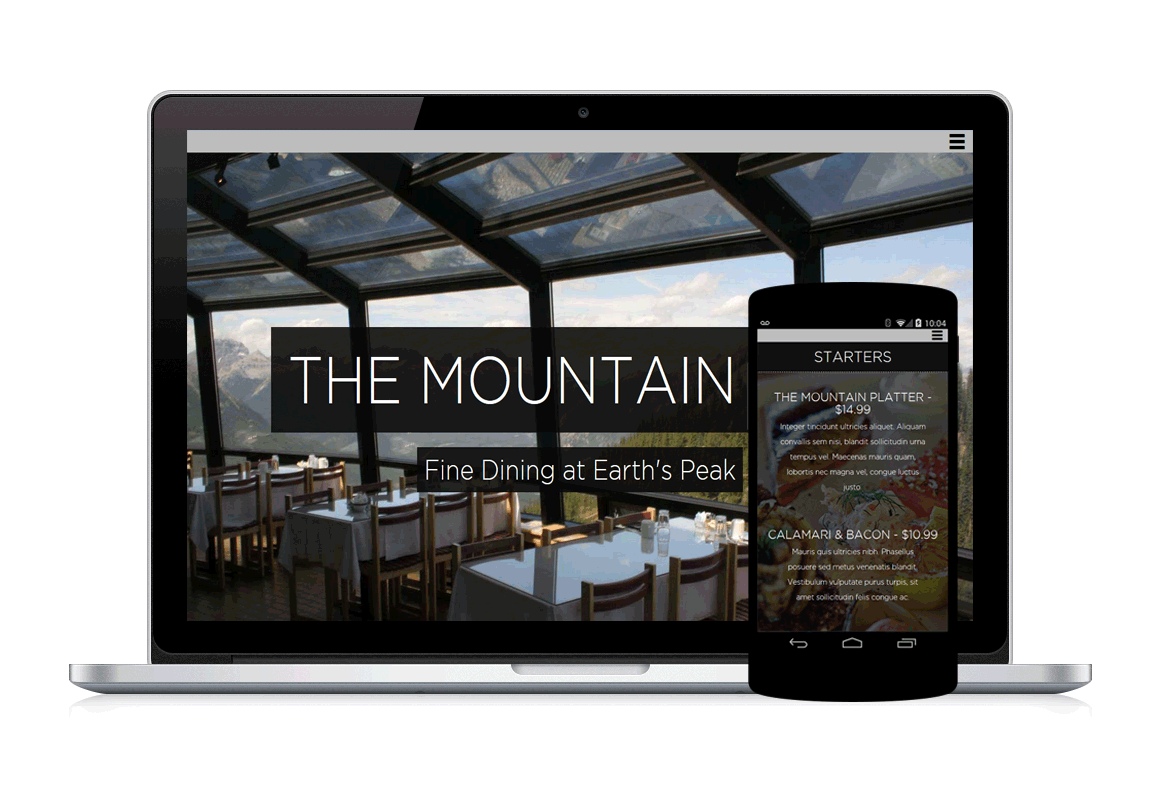 THE MOUNTAIN
Fine Dining at Earth's Peak
10:04
STARTERS
THE MOUNTAIN PLATTER -
$14.99
Integer tincidunt ultricies aliquet. Aliquam
convallis sem nisi, blandit sollicitudin urna
tempus vel. Maecenas mauris quam,
lobortis nec magna vel, congue luctus
justo.
CALAMARI & BACON - $10.99
Mauris quis ultricies nibh. Phasellus
posuere sed metus venenatis blandit.
Vestibulum vulputate purus turpis, sit
amet sollicitudin felis congue ac.